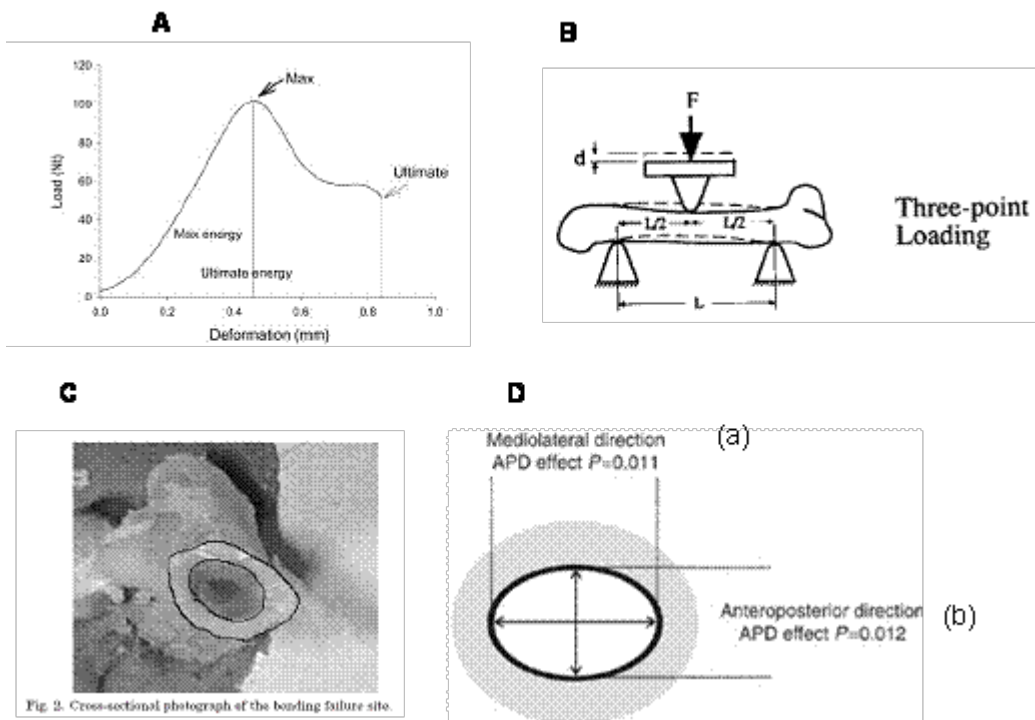 A
120
100
80
60
40
20
0
Load (Nt)
Max
Ultimate
Max energy
Ultimate energy
0.0 0.2 0.4 0.6 0.8 1.0
Deformation (mm)
B
F
d
L/2 L/2
L
Three-point
Loading
C
Fig. 2. Cross-sectional photograph of the bending failure site.
D
(a)
Mediolateral direction
APD effect P=0.011
Anteroposterior direction
APD effect P=0.012
(b)